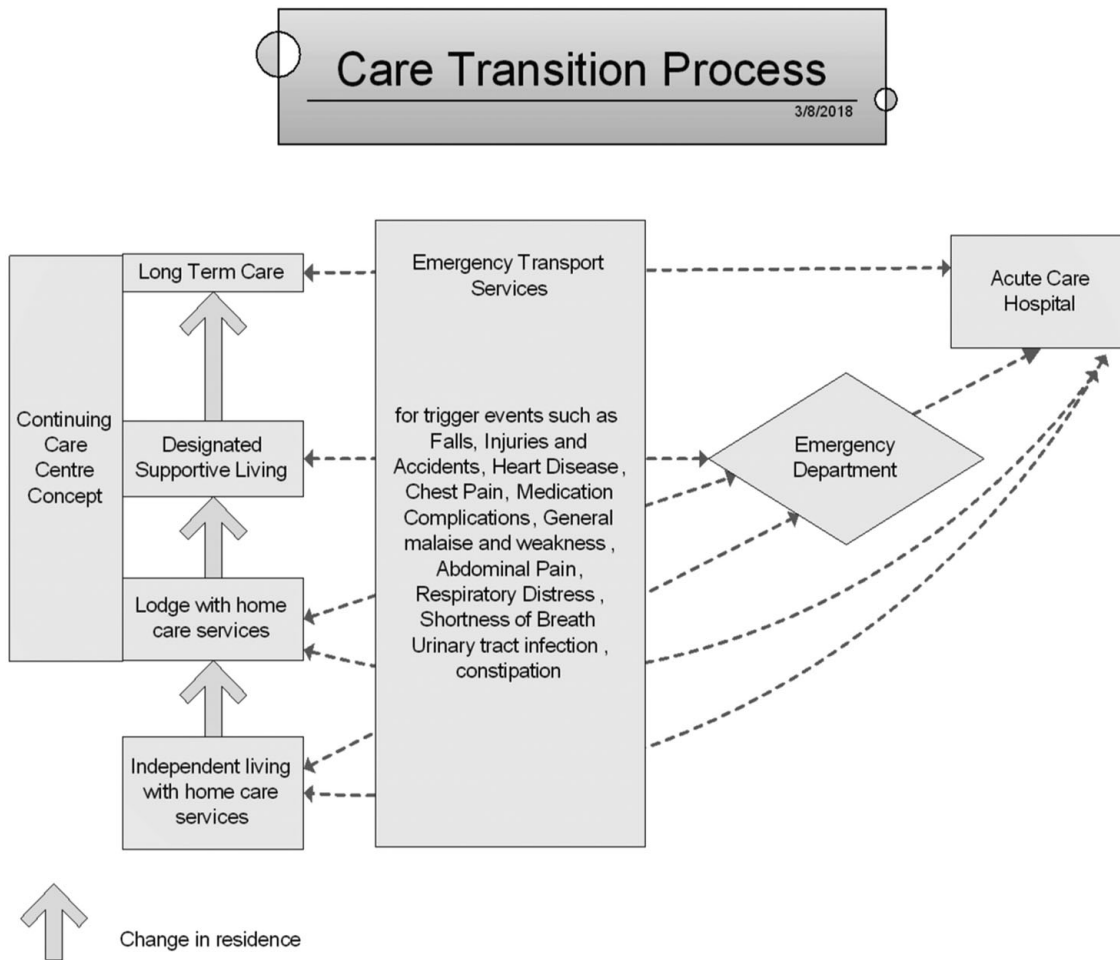 Care Transition Process
3/8/2018
Long Term Care
Emergency Transport
Services
Acute Care
Hospital
Continuing
Care
Centre
Concept
Designated
Supportive Living
for trigger events such as
Falls, Injuries and
Accidents, Heart Disease,
Chest Pain, Medication
Complications, General
malaise and weakness ,
Abdominal Pain,
Respiratory Distress ,
Shortness of Breath
Urinary tract infection ,
constipation
Emergency
Department
Lodge with home
care services
Independent living
with home care
services
Change in residence